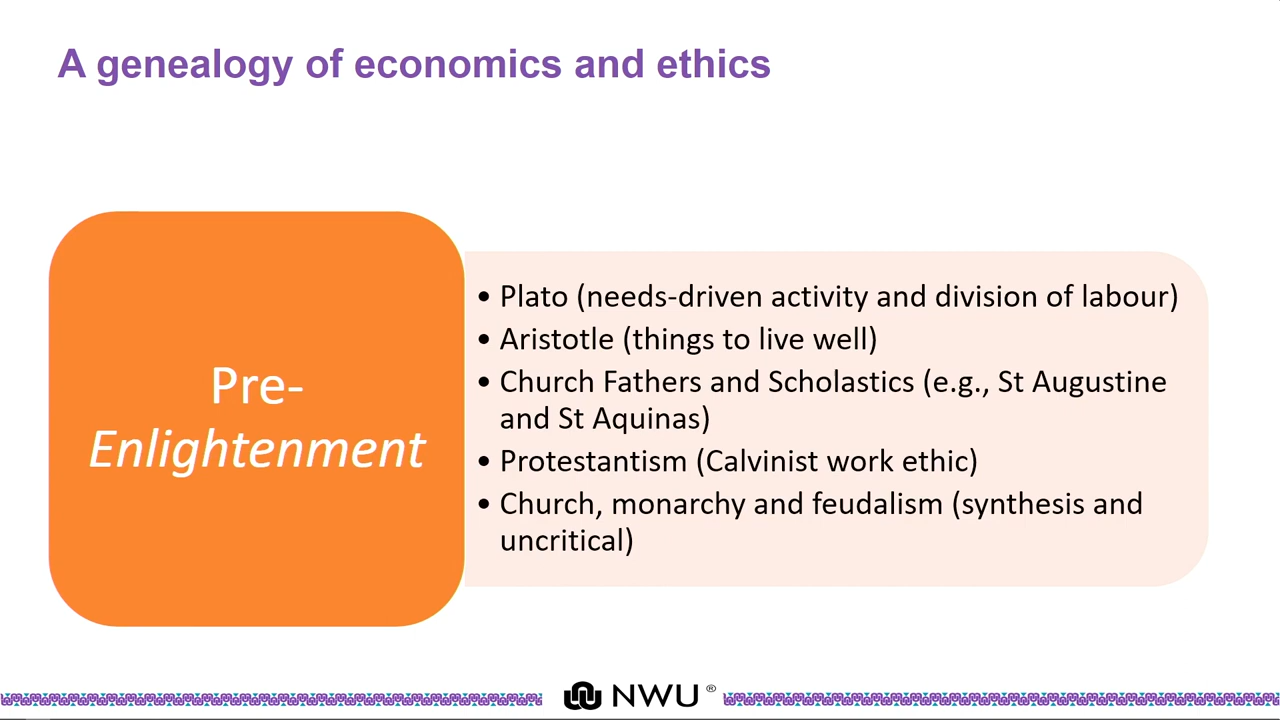 A genealogy of economics and ethics
Pre-
Enlightenment
• Plato (needs-driven activity and division of labour)
• Aristotle (things to live well)
• Church Fathers and Scholastics (e.g., St Augustine
and St Aquinas)
• Protestantism (Calvinist work ethic)
• Church, monarchy and feudalism (synthesis and
uncritical)
NWU®